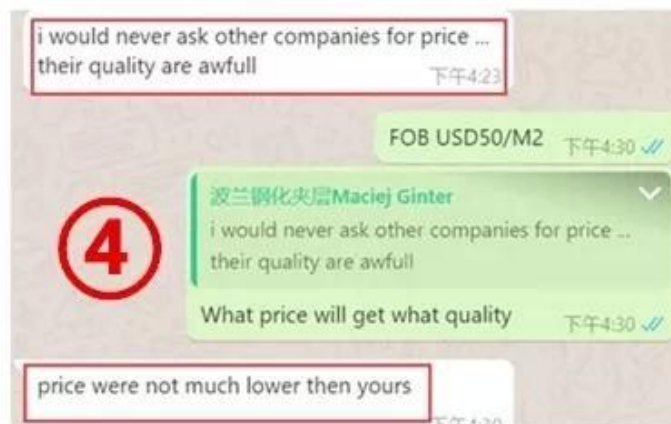 i would never ask other companies for price ...
their quality are awfull
下午4:23
FOB USD50/M2 下午4:30
④
波兰钢化夹层Maciej Ginter
i would never ask other companies for price ...
their quality are awfull
What price will get what quality 下午4:30
price were not much lower then yours